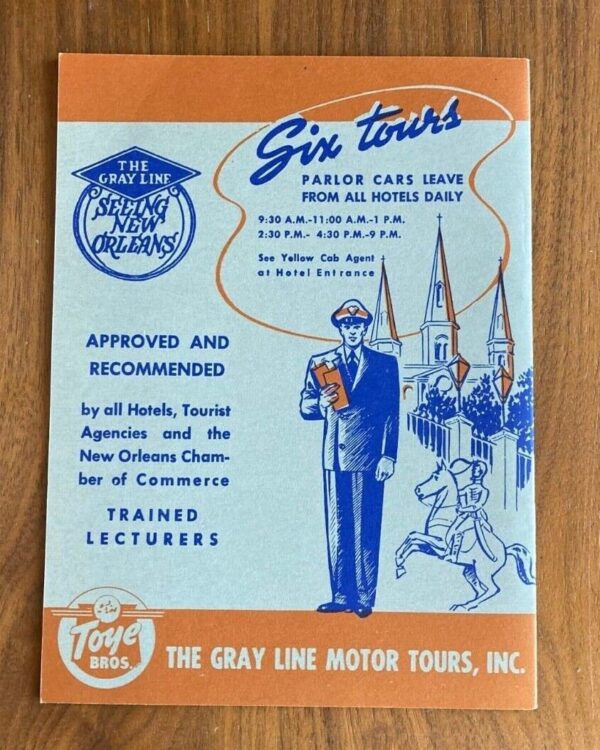 Six tours
PARLOR CARS LEAVE
FROM ALL HOTELS DAILY
9:30 A.M.-11:00 A.M.-1 P.M.
2:30 P.M.- 4:30 P.M.-9 P.M.
See Yellow Cab Agent
at Hotel Entrance
THE
GRAY LINE
SEEING
NEW
ORLEANS
APPROVED AND
RECOMMENDED
by all Hotels, Tourist
Agencies and the
New Orleans Cham-
ber of Commerce
TRAINED
LECTURERS
Toye
BROS.
THE GRAY LINE MOTOR TOURS, INC.